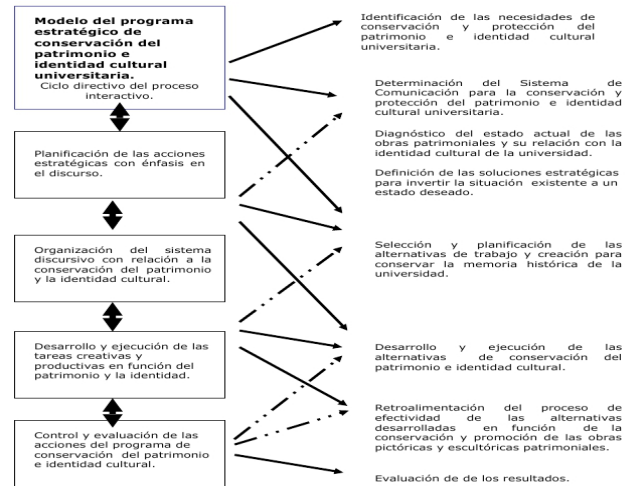 Modelo del programa
estratégico de
conservación del
patrimonio e
identidad cultural
universitaria.
Ciclo directivo del proceso
interactivo.
Planificación de las acciones
estratégicas con énfasis en
el discurso.
Organización del sistema
discursivo con relación a la
conservación del patrimonio
y la identidad cultural.
Desarrollo y ejecución de las
tareas creativas y
productivas en función del
patrimonio y la identidad.
Control y evaluación de las
acciones del programa de
conservación del patrimonio
e identidad cultural.
Identificación de las necesidades de
conservación y protección del
patrimonio e identidad cultural
universitaria.
Determinación del Sistema de
Comunicación para la conservación y
protección del patrimonio e identidad
cultural universitaria.
Diagnóstico del estado actual de las
obras patrimoniales y su relación con la
identidad cultural de la universidad.
Definición de las soluciones estratégicas
para invertir la situación existente a un
estado deseado.
Selección y planificación de las
alternativas de trabajo y creación para
conservar la memoria histórica de la
universidad.
Desarrollo y ejecución de las
alternativas de conservación del
patrimonio e identidad cultural.
Retroalimentación del proceso de
efectividad de las alternativas
desarrolladas en función de la
conservación y promoción de las obras
pictóricas y escultóricas patrimoniales.
Evaluación de de los resultados.